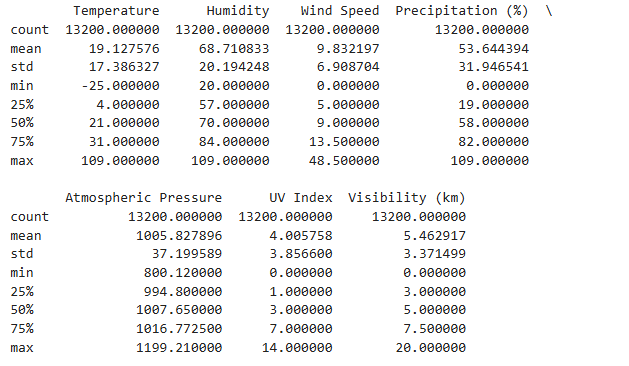 Temperature Humidity Wind Speed Precipitation (%) \
count 13200.000000 13200.000000 13200.000000 13200.000000
mean 19.127576 68.710833 9.832197 53.644394
std 17.386327 20.194248 6.908704 31.946541
min -25.000000 20.000000 0.000000 0.000000
25% 4.000000 57.000000 5.000000 19.000000
50% 21.000000 70.000000 9.000000 58.000000
75% 31.000000 84.000000 13.500000 82.000000
max 109.000000 109.000000 48.500000 109.000000
Atmospheric Pressure UV Index Visibility (km)
count 13200.000000 13200.000000 13200.000000
mean 1005.827896 4.005758 5.462917
std 37.199589 3.856600 3.371499
min 800.120000 0.000000 0.000000
25% 994.800000 1.000000 3.000000
50% 1007.650000 3.000000 5.000000
75% 1016.772500 7.000000 7.500000
max 1199.210000 14.000000 20.000000